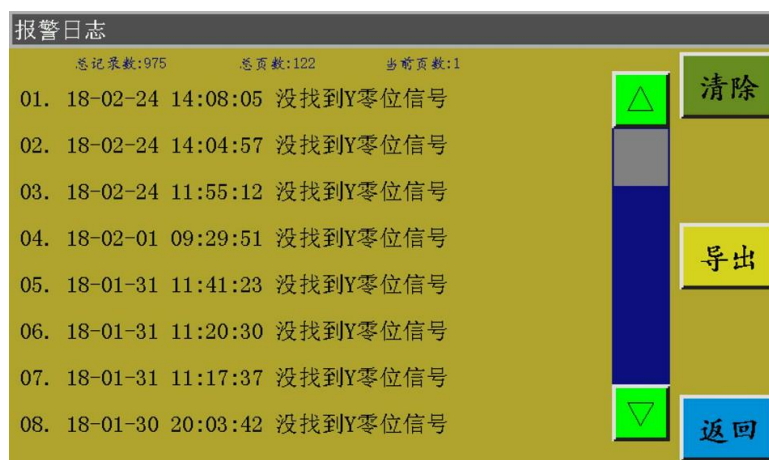 报警日志
总记录数:975 总页数:122 当前页数:1
01. 18-02-24 14:08:05 没找到Y零位信号
02. 18-02-24 14:04:57 没找到Y零位信号
03. 18-02-24 11:55:12 没找到Y零位信号
04. 18-02-01 09:29:51 没找到Y零位信号
05. 18-01-31 11:41:23 没找到Y零位信号
06. 18-01-31 11:20:30 没找到Y零位信号
07. 18-01-31 11:17:37 没找到Y零位信号
08. 18-01-30 20:03:42 没找到Y零位信号
清除
导出
返回